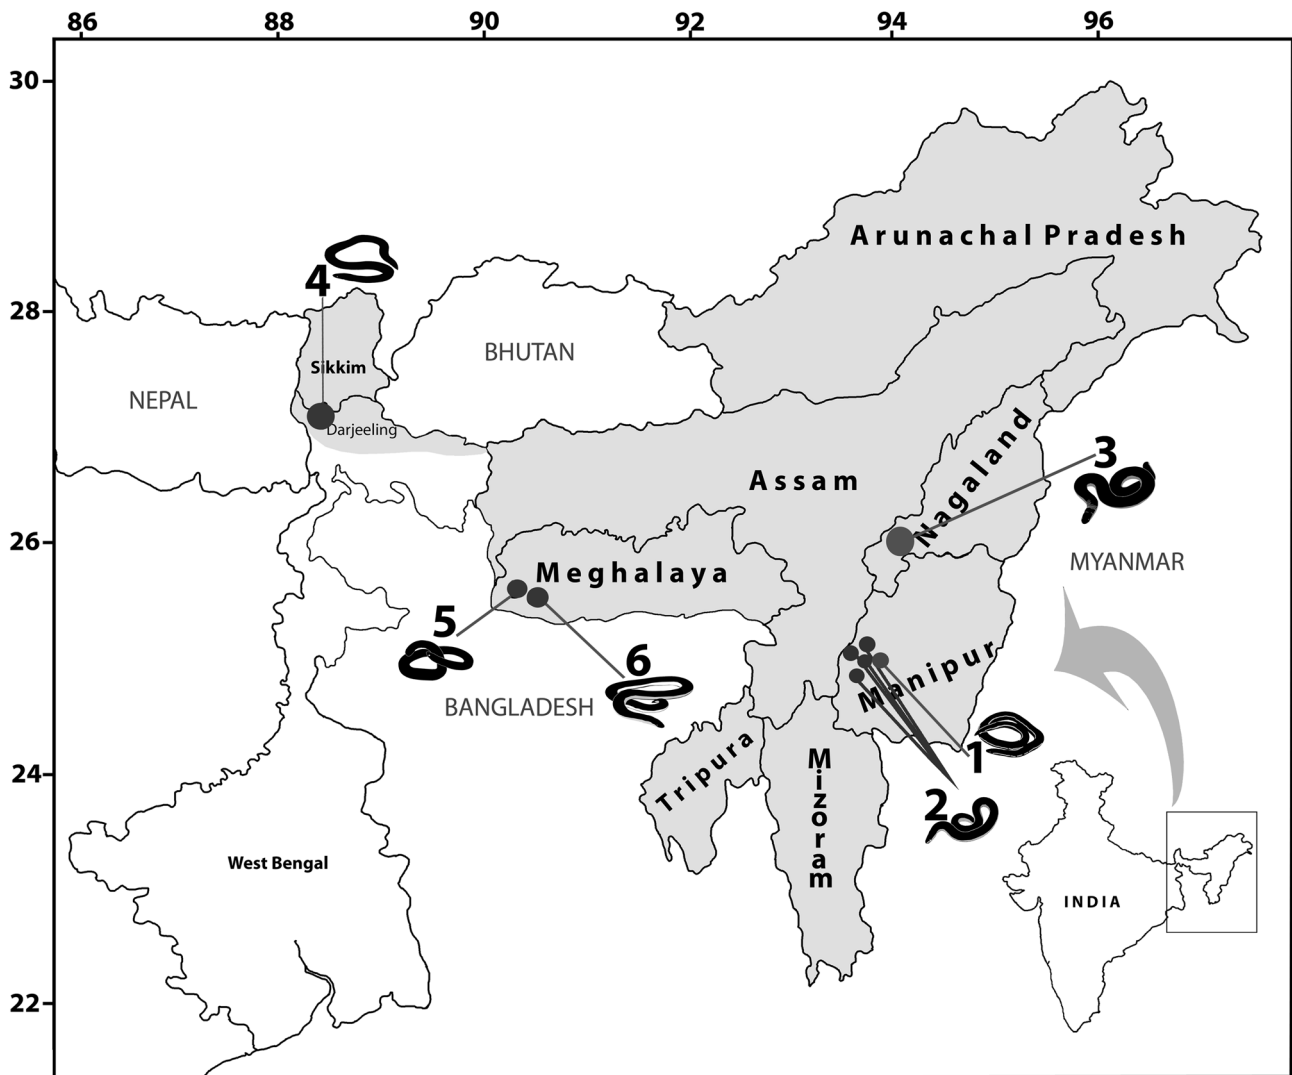 86 88 90 92 94 96
30
Arunachal Pradesh
4
28
BHUTAN
Sikkim
NEPAL
Darjeeling
Nagaland
3
Assam
26
MYANMAR
Meghalaya
5
6
Manipur
BANGLADESH
Tripura
Mizoram
1
24
2
West Bengal
INDIA
22